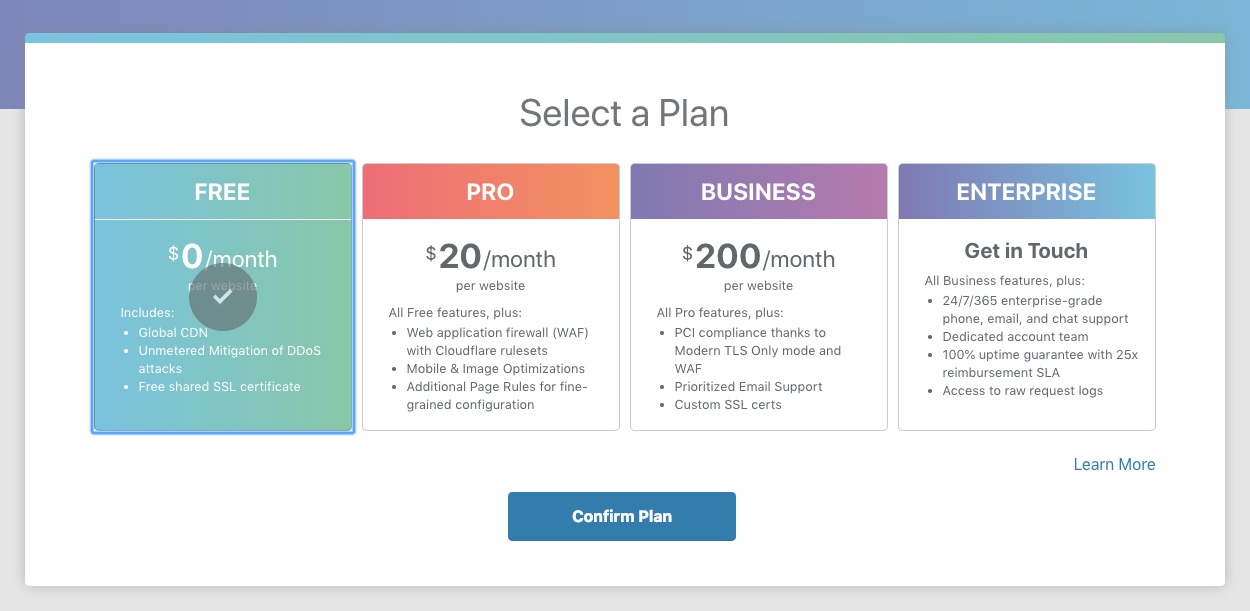 Select a Plan
FREE
$0/month
per website
Includes:
• Global CDN
• Unmetered Mitigation of DDoS
attacks
• Free shared SSL certificate
PRO
$20/month
per website
All Free features, plus:
• Web application firewall (WAF)
with Cloudflare rulesets
• Mobile & Image Optimizations
• Additional Page Rules for fine-
grained configuration
BUSINESS
$200/month
per website
All Pro features, plus:
• PCI compliance thanks to
Modern TLS Only mode and
WAF
• Prioritized Email Support
• Custom SSL certs
ENTERPRISE
Get in Touch
All Business features, plus:
• 24/7/365 enterprise-grade
phone, email, and chat support
• Dedicated account team
• 100% uptime guarantee with 25x
reimbursement SLA
• Access to raw request logs
Learn More
Confirm Plan